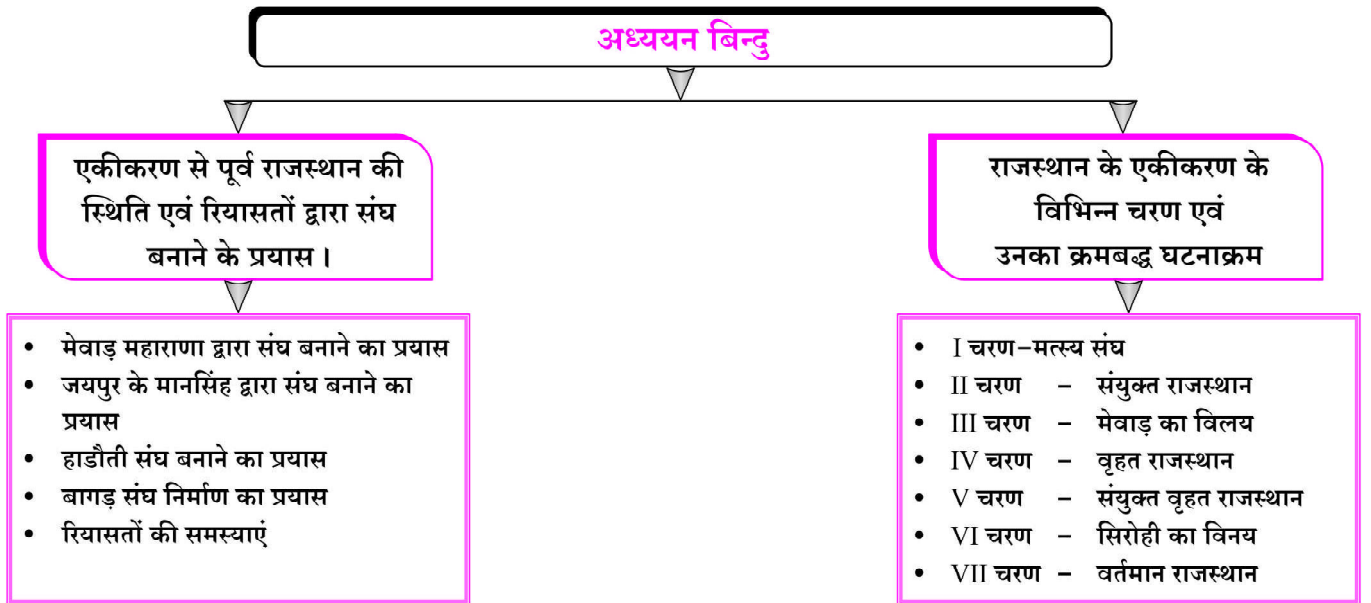 अध्ययन बिन्दु
एकीकरण से पूर्व राजस्थान की
स्थिति एवं रियासतों द्वारा संघ
बनाने के प्रयास।
• मेवाड़ महाराणा द्वारा संघ बनाने का प्रयास
• जयपुर के मानसिंह द्वारा संघ बनाने का
प्रयास
• हाडौती संघ बनाने का प्रयास
• बागड़ संघ निर्माण का प्रयास
• रियासतों की समस्याएं
राजस्थान के एकीकरण के
विभिन्न चरण एवं
उनका क्रमबद्ध घटनाक्रम
• I चरण–मत्स्य संघ
• II चरण – संयुक्त राजस्थान
• III चरण – मेवाड़ का विलय
• IV चरण – वृहत राजस्थान
• V चरण – संयुक्त वृहत राजस्थान
• VI चरण – सिरोही का विनय
• VII चरण – वर्तमान राजस्थान